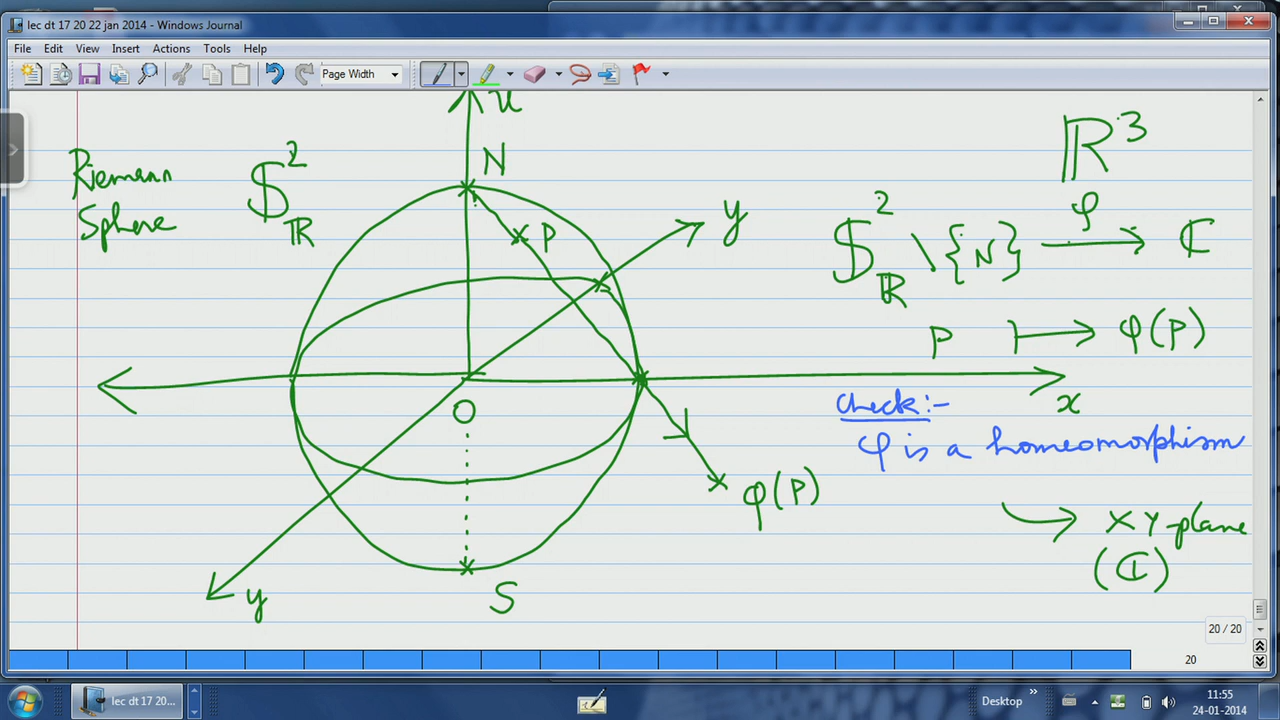 lec dt 17 20 22 jan 2014 - Windows Journal
File Edit View Insert Actions Tools Help
Page Width
u
N
Riemann
Sphere
𝕊²_ℝ
P
y
ℝ³
𝕊²_ℝ \ {N} —φ→ ℂ
P ↦ φ(P)
x
O
check:-
φ is a homeomorphism
φ(P)
→ XY-plane
(ℂ)
y
S
20 / 20
20
lec dt 17 20...
Desktop
11:55
24-01-2014